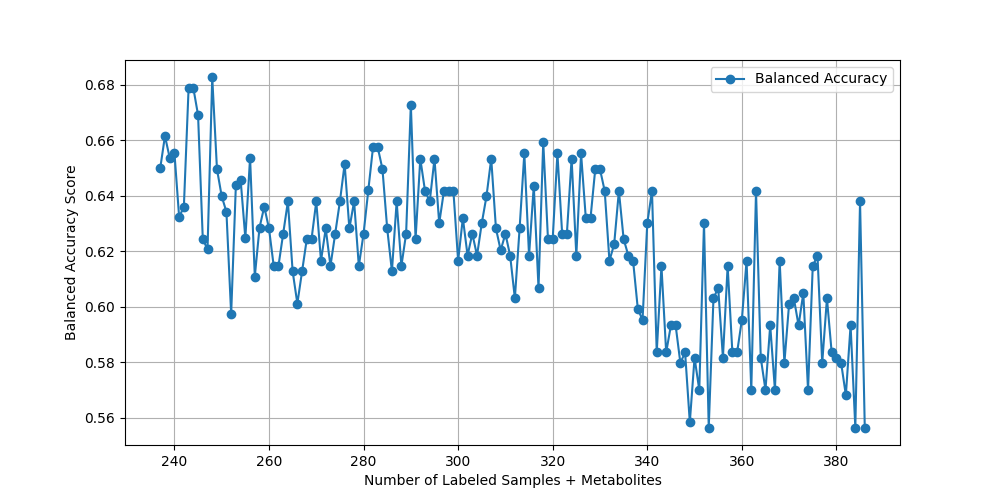 Balanced Accuracy
0.68
0.66
0.64
0.62
0.60
0.58
0.56
Balanced Accuracy Score
240 260 280 300 320 340 360 380
Number of Labeled Samples + Metabolites